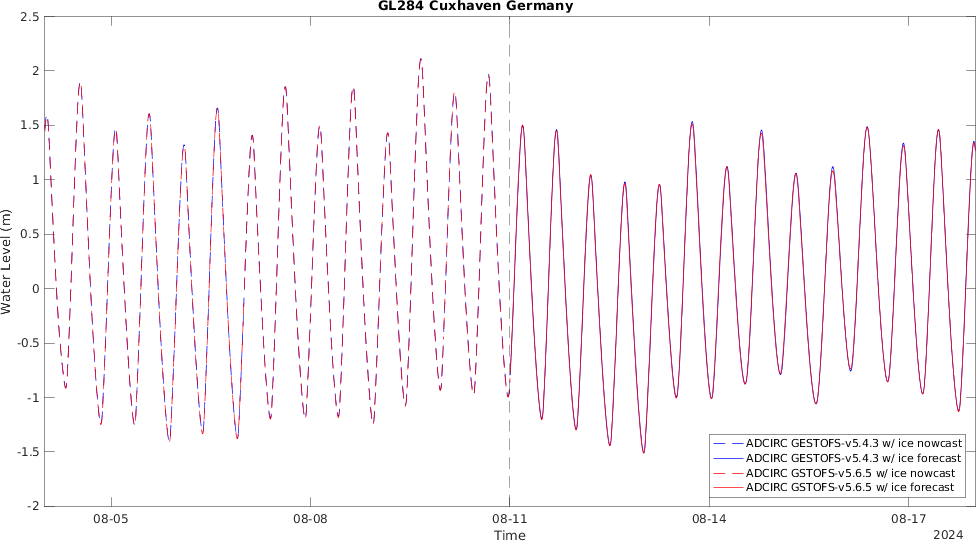 GL284 Cuxhaven Germany
2.5
2
1.5
1
0.5
0
-0.5
-1
-1.5
-2
Water Level (m)
ADCIRC GESTOFS-v5.4.3 w/ ice nowcast
ADCIRC GESTOFS-v5.4.3 w/ ice forecast
ADCIRC GSTOFS-v5.6.5 w/ ice nowcast
ADCIRC GSTOFS-v5.6.5 w/ ice forecast
08-05 08-08 08-11 08-14 08-17
Time
2024